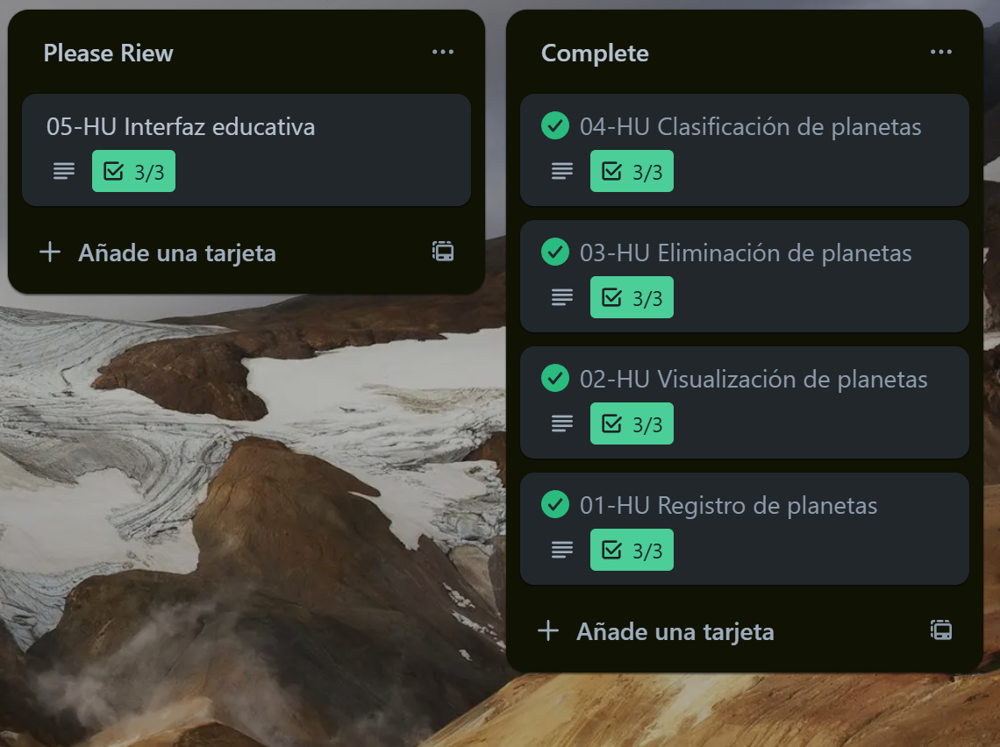 Please Riew
05-HU Interfaz educativa
3/3
Añade una tarjeta
Complete
04-HU Clasificación de planetas
3/3
03-HU Eliminación de planetas
3/3
02-HU Visualización de planetas
3/3
01-HU Registro de planetas
3/3
Añade una tarjeta